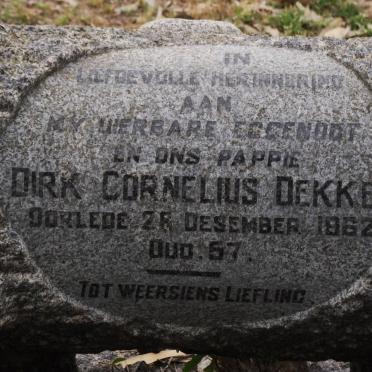 IN
LIEFDEVOLLE HERINNERING
AAN
MY DIERBARE EGGENOOT
EN ONS PAPPIE
DIRK CORNELIUS DEKKE
OORLEDE 25 DESEMBER 1962
OUD 57.
TOT WEERSIENS LIEFLING